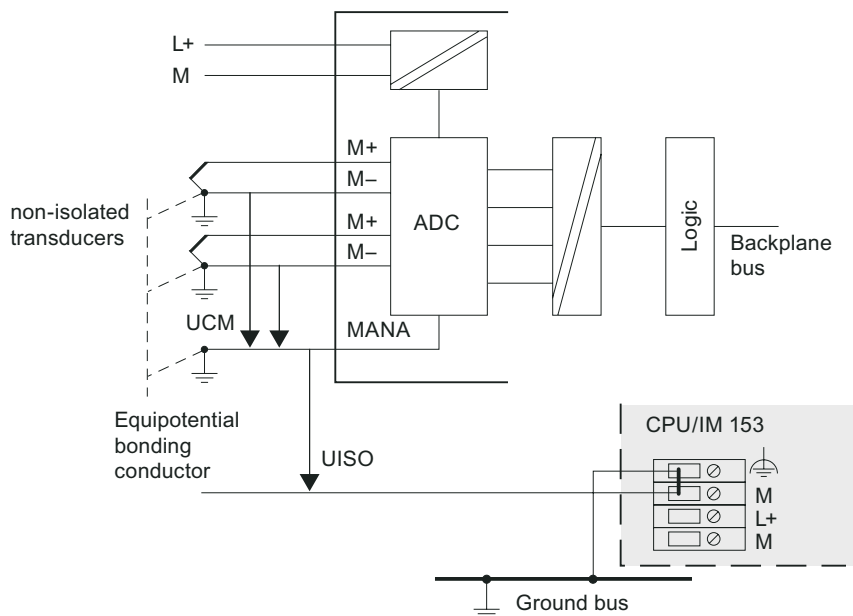 L+
M
M+
M–
non-isolated
transducers
M+
M–
ADC
Logic
Backplane
bus
UCM
MANA
Equipotential
bonding
conductor
UISO
CPU/IM 153
M
L+
M
Ground bus